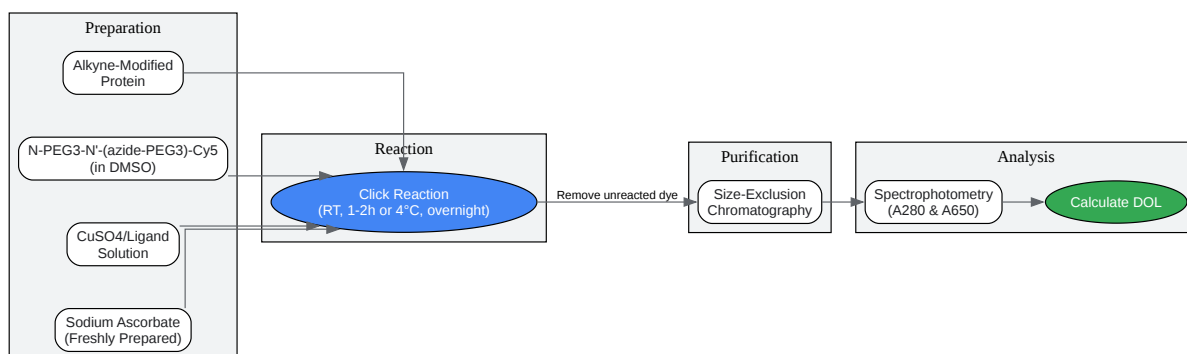 Preparation
Alkyne-Modified
Protein
N-PEG3-N'-(azide-PEG3)-Cy5
(in DMSO)
CuSO4/Ligand
Solution
Sodium Ascorbate
(Freshly Prepared)
Reaction
Click Reaction
(RT, 1-2h or 4°C, overnight)
Remove unreacted dye
Purification
Size-Exclusion
Chromatography
Analysis
Spectrophotometry
(A280 & A650)
Calculate DOL